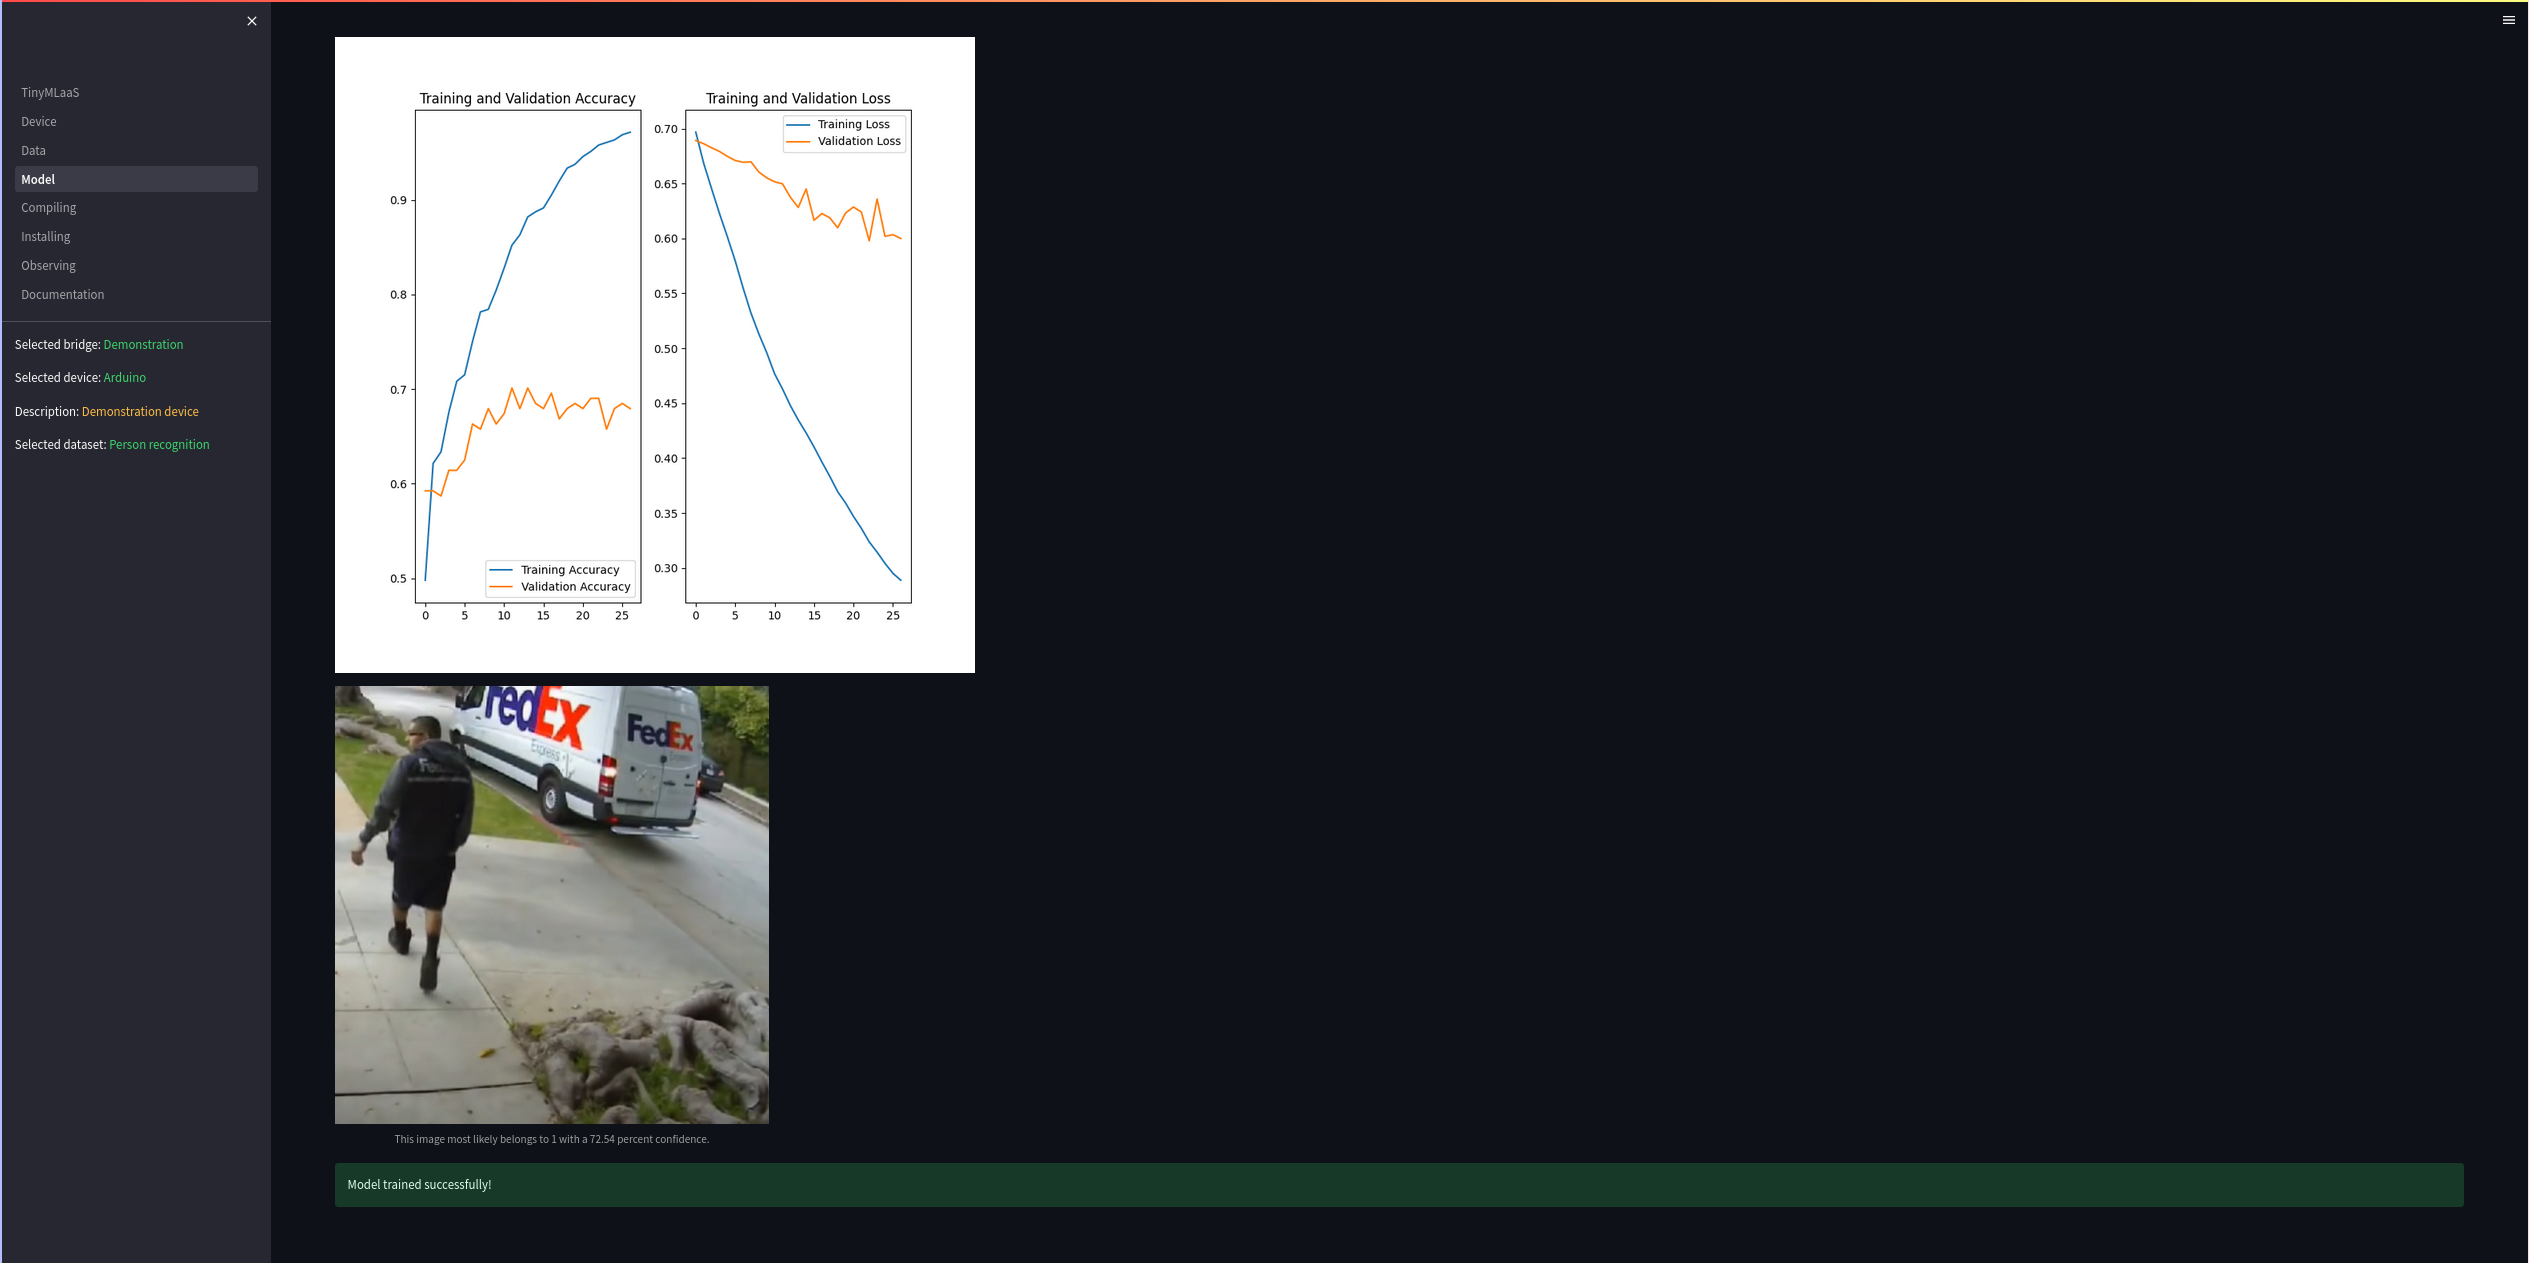 TinyMLaaS
Device
Data
Model
Compiling
Installing
Observing
Documentation
Selected bridge: Demonstration
Selected device: Arduino
Description: Demonstration device
Selected dataset: Person recognition
Training and Validation Accuracy
0.9
0.8
0.7
0.6
0.5
Training Accuracy
Validation Accuracy
0 5 10 15 20 25
Training and Validation Loss
Training Loss
Validation Loss
0.70
0.65
0.60
0.55
0.50
0.45
0.40
0.35
0.30
0 5 10 15 20 25
FedEx
Express
FedEx
This image most likely belongs to 1 with a 72.54 percent confidence.
Model trained successfully!